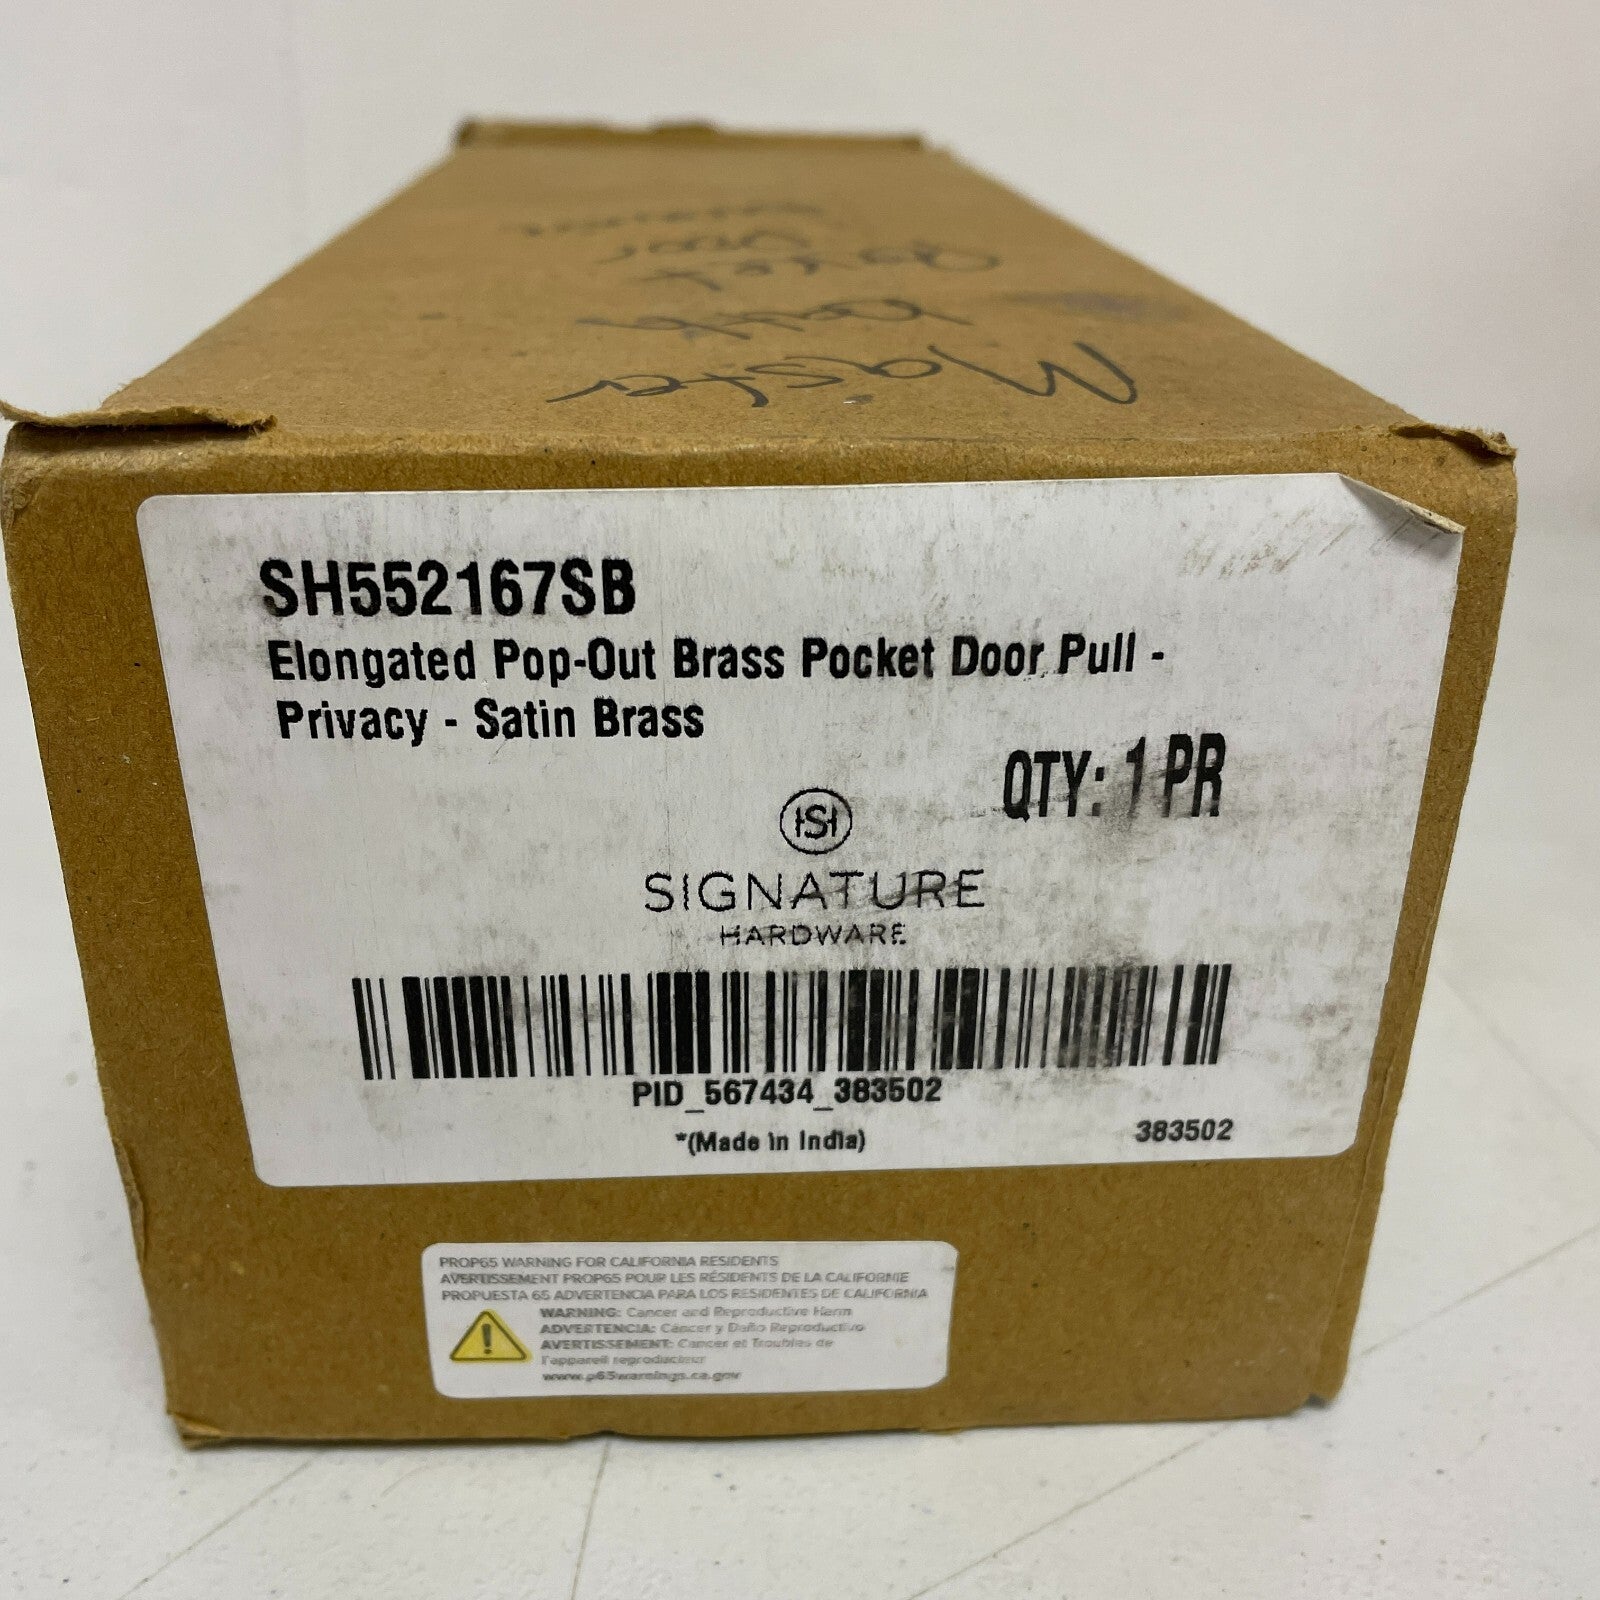 Master
Bath
Pocket
Door
SH552167SB
Elongated Pop-Out Brass Pocket Door Pull -
Privacy - Satin Brass
QTY: 1 PR
HSH
SIGNATURE
HARDWARE
PID_567434_383502
*(Made in India)
383502
PROP65 WARNING FOR CALIFORNIA RESIDENTS
AVERTISSEMENT PROP65 POUR LES RÉSIDENTS DE LA CALIFORNIE
PROPUESTA 65 ADVERTENCIA PARA LOS RESIDENTES DE CALIFORNIA
WARNING: Cancer and Reproductive Harm
ADVERTENCIA: Cáncer y Daño Reproductivo
AVERTISSEMENT: Cancer et Troubles de
l'appareil reproducteur
www.p65warnings.ca.gov